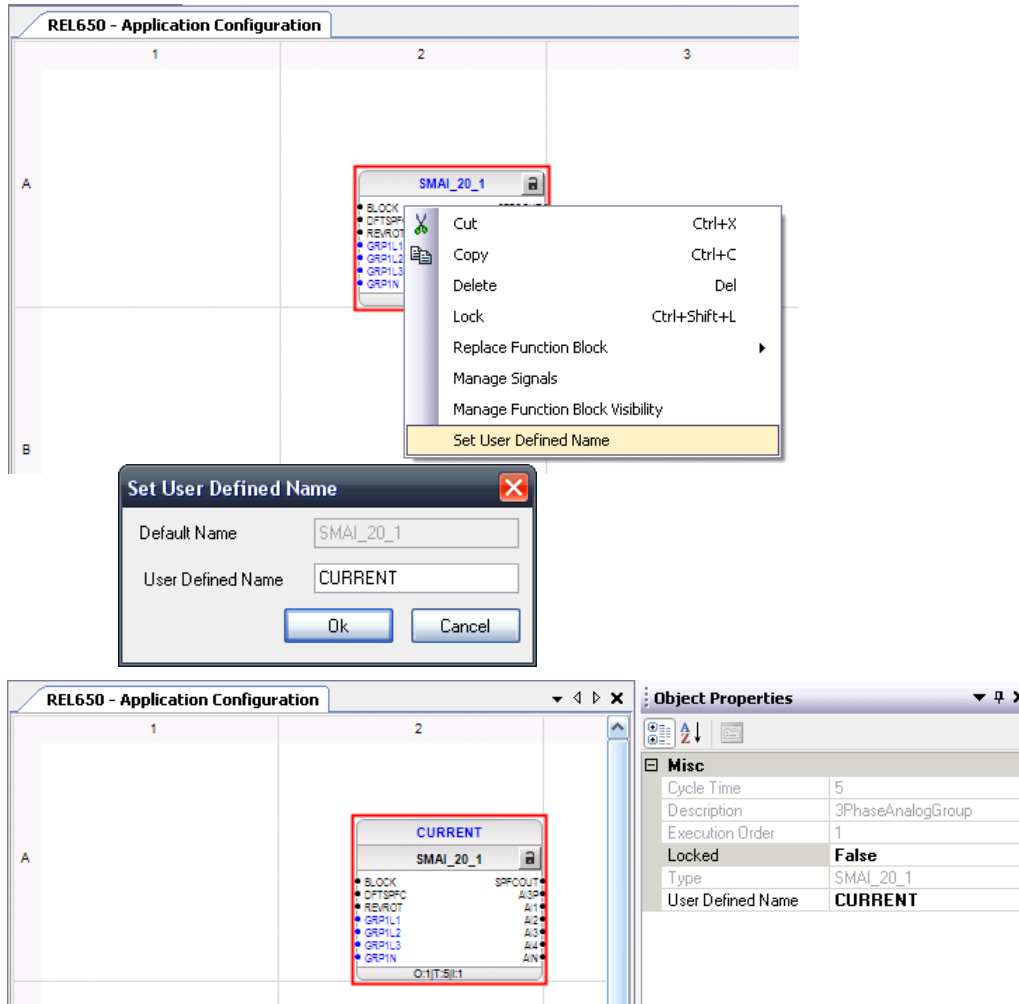 REL650 - Application Configuration
1 2 3
A
SMAI_20_1
BLOCK
DFTSPFC
REVROT
GRP1L1
GRP1L2
GRP1L3
GRP1N
Cut Ctrl+X
Copy Ctrl+C
Delete Del
Lock Ctrl+Shift+L
Replace Function Block
Manage Signals
Manage Function Block Visibility
Set User Defined Name
B
Set User Defined Name
Default Name SMAI_20_1
User Defined Name CURRENT
Ok Cancel
REL650 - Application Configuration
1 2
A
CURRENT
SMAI_20_1
BLOCK SPFCOUT
DFTSPFC AI3P
REVROT AI1
GRP1L1 AI2
GRP1L2 AI3
GRP1L3 AI4
GRP1N AIN
O:1|T:5|I:1
Object Properties
Misc
Cycle Time 5
Description 3PhaseAnalogGroup
Execution Order 1
Locked False
Type SMAI_20_1
User Defined Name CURRENT